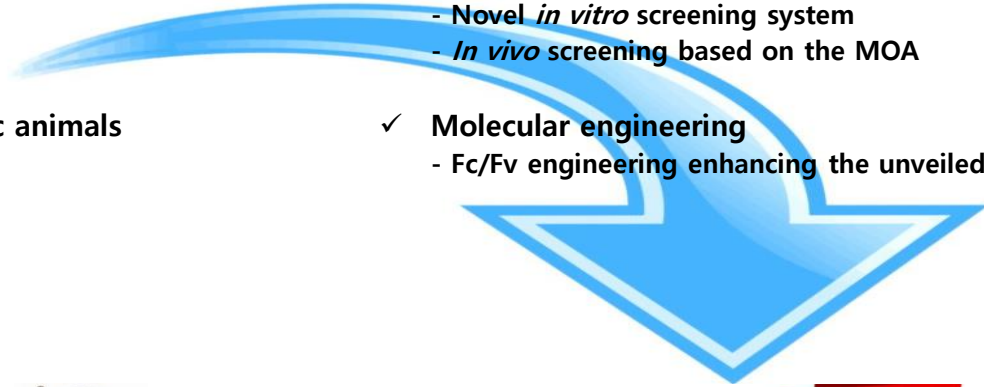 - Novel in vitro screening system
- In vivo screening based on the MOA
c animals
✓ Molecular engineering
- Fc/Fv engineering enhancing the unveiled